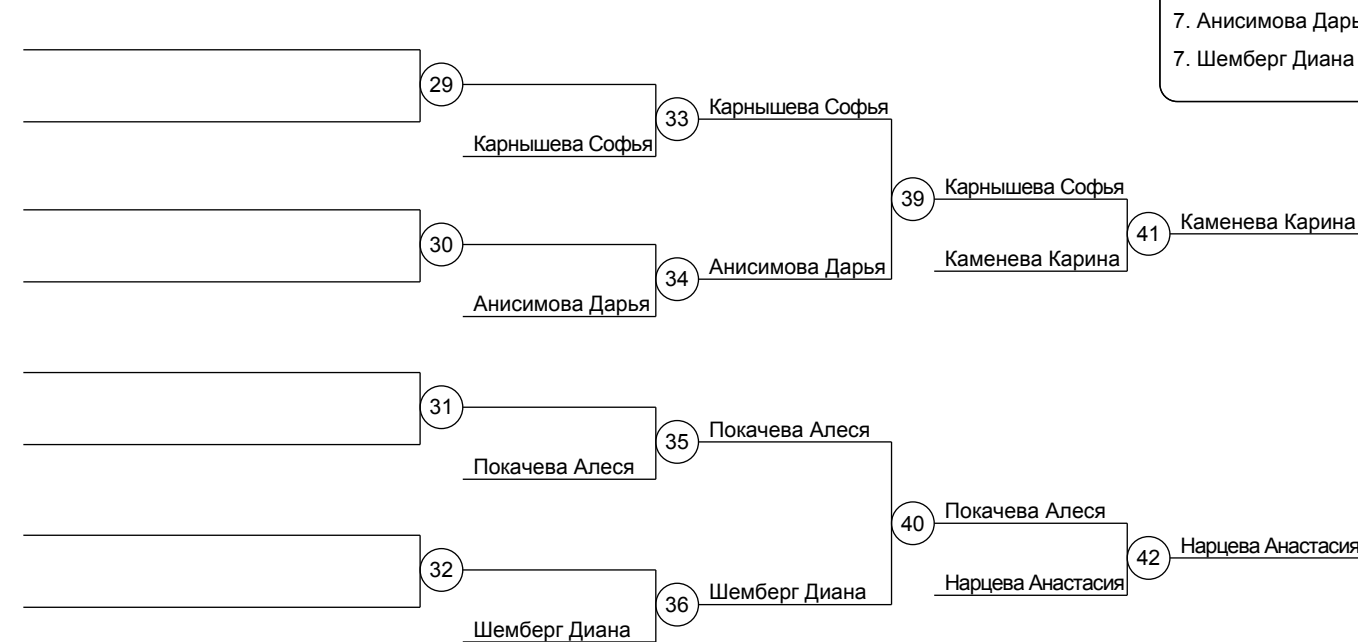 7. Анисимова Дарь
7. Шемберг Диана
29
33
Карнышева Софья
Карнышева Софья
39
Карнышева Софья
41
Каменева Карина
30
34
Анисимова Дарья
Каменева Карина
Анисимова Дарья
31
35
Покачева Алеся
Покачева Алеся
40
Покачева Алеся
42
Нарцева Анастасия
32
36
Шемберг Диана
Нарцева Анастасия
Шемберг Диана